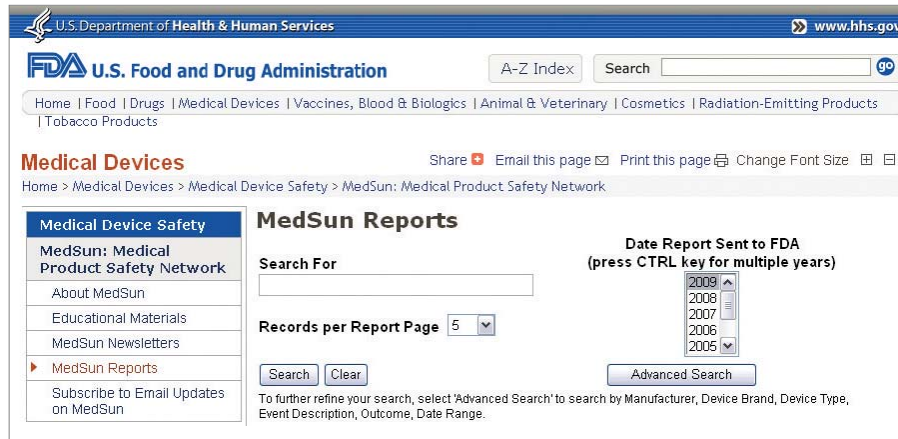 U.S. Department of Health & Human Services
www.hhs.gov
FDA U.S. Food and Drug Administration
A-Z Index
Search
go
Home | Food | Drugs | Medical Devices | Vaccines, Blood & Biologics | Animal & Veterinary | Cosmetics | Radiation-Emitting Products
| Tobacco Products
Medical Devices
Share Email this page Print this page Change Font Size
Home > Medical Devices > Medical Device Safety > MedSun: Medical Product Safety Network
Medical Device Safety
MedSun: Medical
Product Safety Network
About MedSun
Educational Materials
MedSun Newsletters
MedSun Reports
Subscribe to Email Updates
on MedSun
MedSun Reports
Search For
Records per Report Page 5
Date Report Sent to FDA
(press CTRL key for multiple years)
2009
2008
2007
2006
2005
Search Clear
Advanced Search
To further refine your search, select 'Advanced Search' to search by Manufacturer, Device Brand, Device Type,
Event Description, Outcome, Date Range.